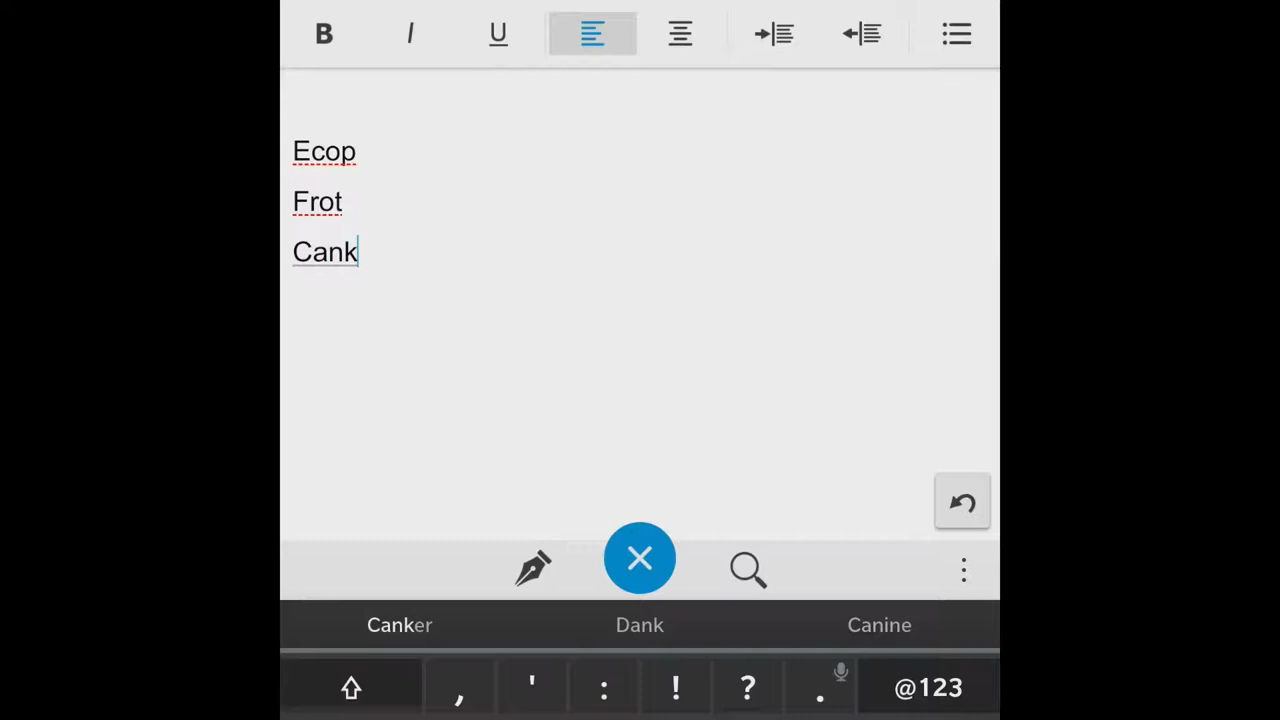 B I U
Ecop
Frot
Cank
Canker Dank Canine
, ' : ! ? . @123